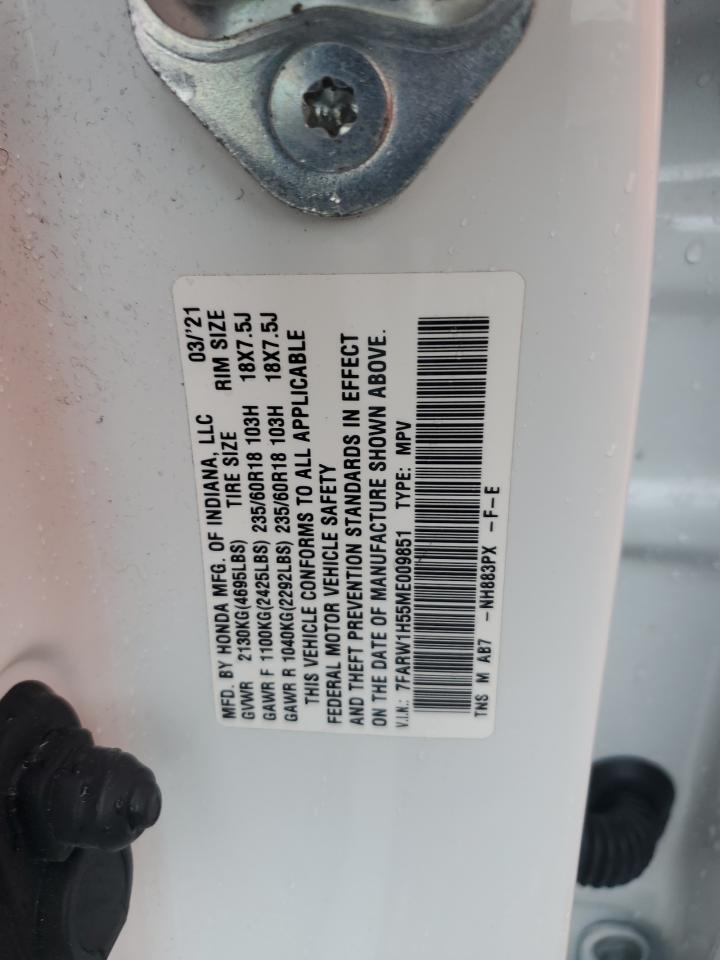 MFD. BY HONDA MFG. OF INDIANA, LLC 03/'21
GVWR 2130KG(4695LBS) TIRE SIZE RIM SIZE
GAWR F 1100KG(2425LBS) 235/60R18 103H 18X7.5J
GAWR R 1040KG(2292LBS) 235/60R18 103H 18X7.5J
THIS VEHICLE CONFORMS TO ALL APPLICABLE
FEDERAL MOTOR VEHICLE SAFETY
AND THEFT PREVENTION STANDARDS IN EFFECT
ON THE DATE OF MANUFACTURE SHOWN ABOVE.
V.I.N.: 7FARW1H55ME009851 TYPE: MPV
TNS M AB7 -NH883PX -F-E